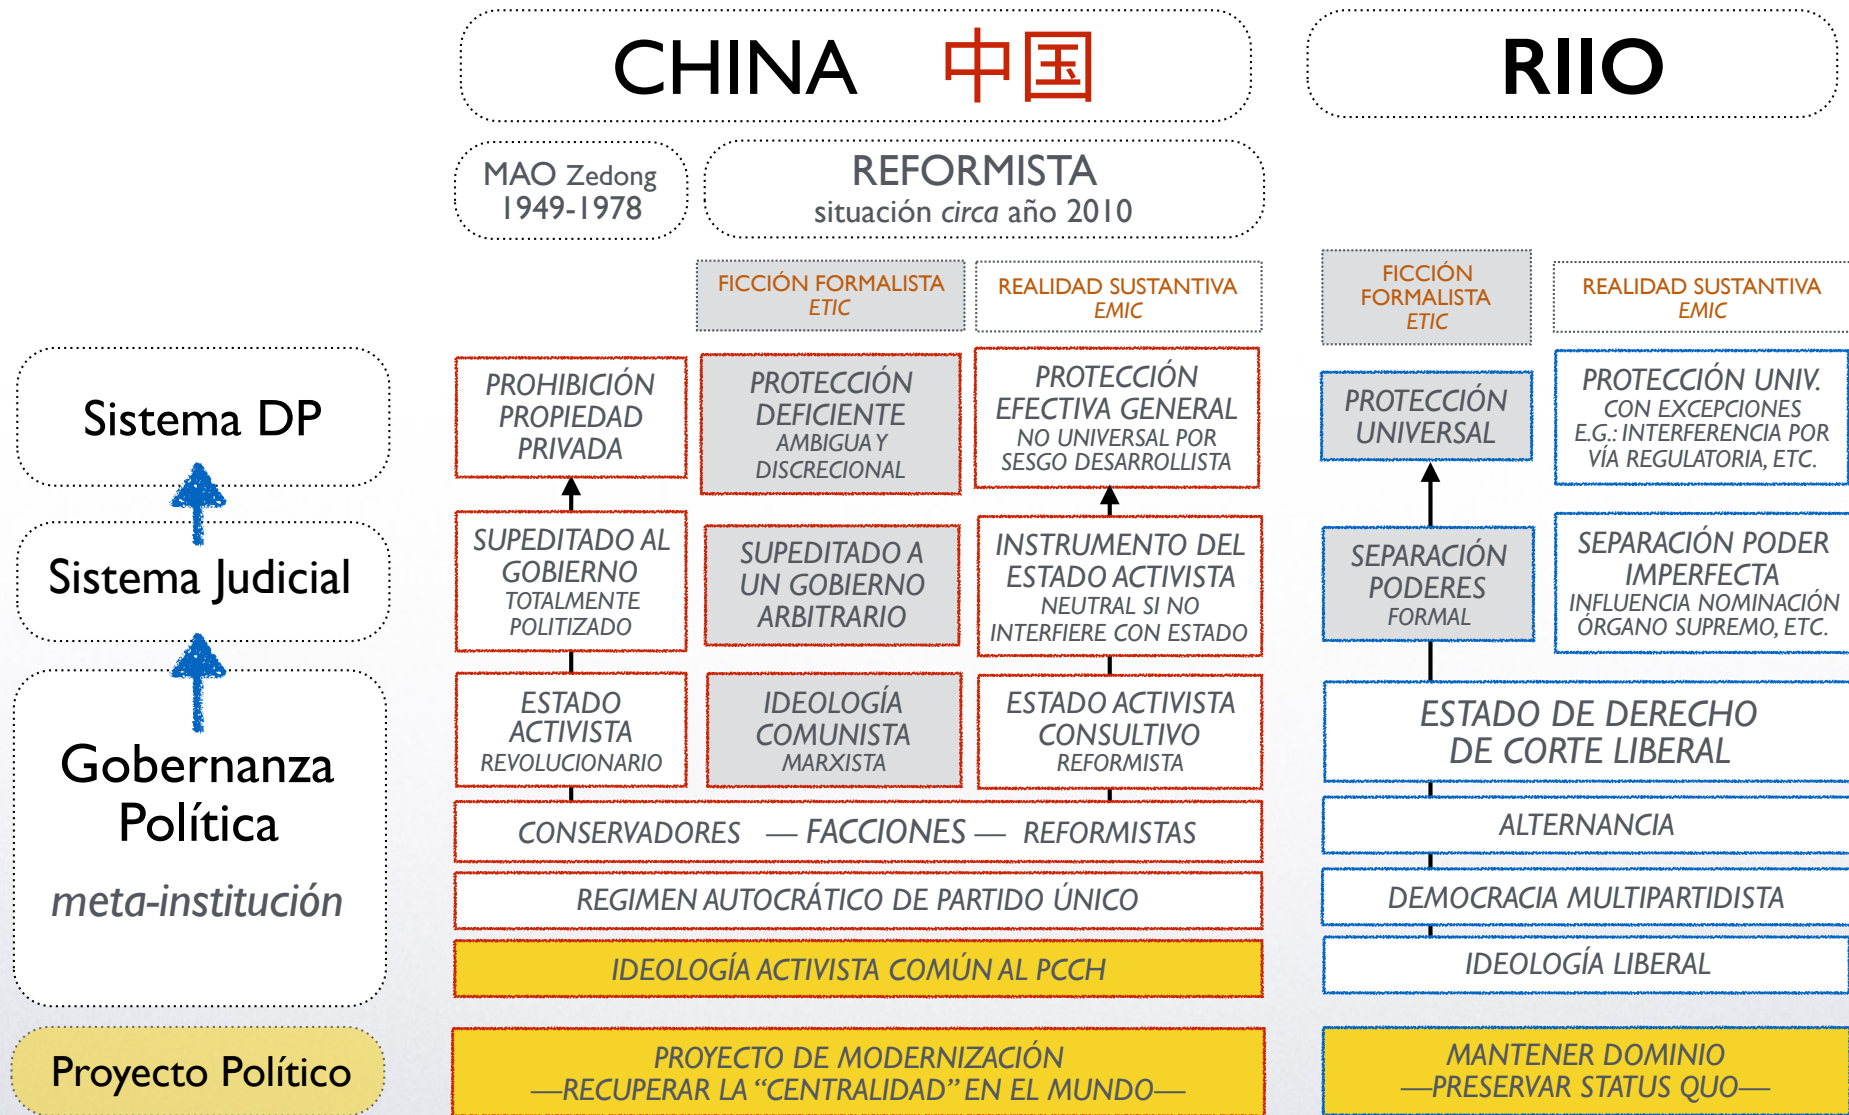 CHINA 中国
RIIO
MAO Zedong
1949-1978
REFORMISTA
situación circa año 2010
FICCIÓN FORMALISTA
ETIC
REALIDAD SUSTANTIVA
EMIC
FICCIÓN
FORMALISTA
ETIC
REALIDAD SUSTANTIVA
EMIC
Sistema DP
PROHIBICIÓN
PROPIEDAD
PRIVADA
PROTECCIÓN
DEFICIENTE
AMBIGUA Y
DISCRECIONAL
PROTECCIÓN
EFECTIVA GENERAL
NO UNIVERSAL POR
SESGO DESARROLLISTA
PROTECCIÓN
UNIVERSAL
PROTECCIÓN UNIV.
CON EXCEPCIONES
E.G.: INTERFERENCIA POR
VÍA REGULATORIA, ETC.
Sistema Judicial
SUPEDITADO AL
GOBIERNO
TOTALMENTE
POLITIZADO
SUPEDITADO A
UN GOBIERNO
ARBITRARIO
INSTRUMENTO DEL
ESTADO ACTIVISTA
NEUTRAL SI NO
INTERFIERE CON ESTADO
SEPARACIÓN
PODERES
FORMAL
SEPARACIÓN PODER
IMPERFECTA
INFLUENCIA NOMINACIÓN
ÓRGANO SUPREMO, ETC.
Gobernanza
Política
meta-institución
ESTADO
ACTIVISTA
REVOLUCIONARIO
IDEOLOGÍA
COMUNISTA
MARXISTA
ESTADO ACTIVISTA
CONSULTIVO
REFORMISTA
ESTADO DE DERECHO
DE CORTE LIBERAL
CONSERVADORES — FACCIONES — REFORMISTAS
ALTERNANCIA
REGIMEN AUTOCRÁTICO DE PARTIDO ÚNICO
DEMOCRACIA MULTIPARTIDISTA
IDEOLOGÍA ACTIVISTA COMÚN AL PCCH
IDEOLOGÍA LIBERAL
Proyecto Político
PROYECTO DE MODERNIZACIÓN
—RECUPERAR LA “CENTRALIDAD” EN EL MUNDO—
MANTENER DOMINIO
—PRESERVAR STATUS QUO—